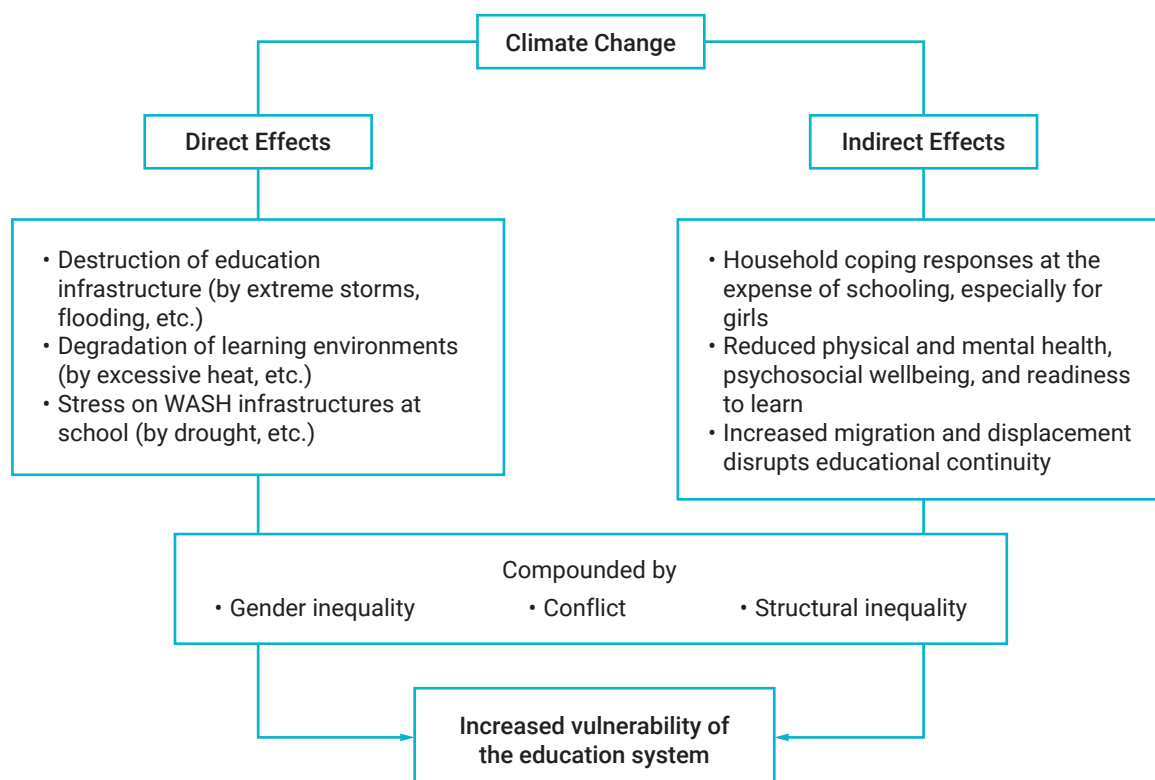 Climate Change
Direct Effects
Indirect Effects
• Destruction of education
infrastructure (by extreme storms,
flooding, etc.)
• Degradation of learning environments
(by excessive heat, etc.)
• Stress on WASH infrastructures at
school (by drought, etc.)
• Household coping responses at the
expense of schooling, especially for
girls
• Reduced physical and mental health,
psychosocial wellbeing, and readiness
to learn
• Increased migration and displacement
disrupts educational continuity
Compounded by
• Gender inequality • Conflict • Structural inequality
Increased vulnerability of
the education system